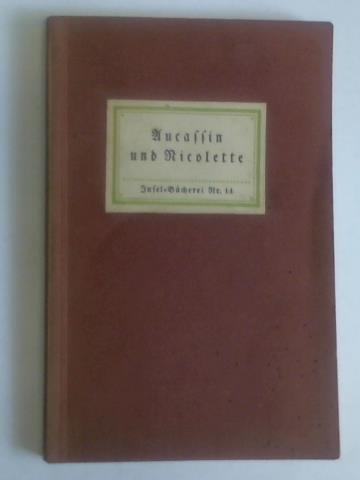 Aucaſſin
und Nicolette
Inſel-Bücherei Nr. 14